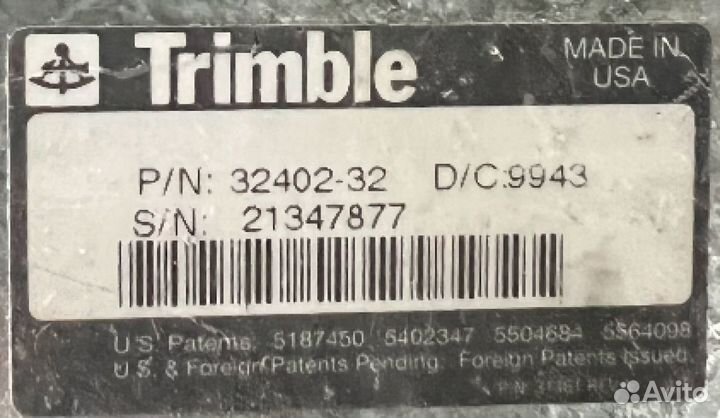 Trimble
MADE IN
USA
P/N: 32402-32 D/C:9943
S/N: 21347877
U.S. Patents: 5187450 5402347 5504684 5564098
U.S. & Foreign Patents Pending. Foreign Patents Issued.
P/N
Avito